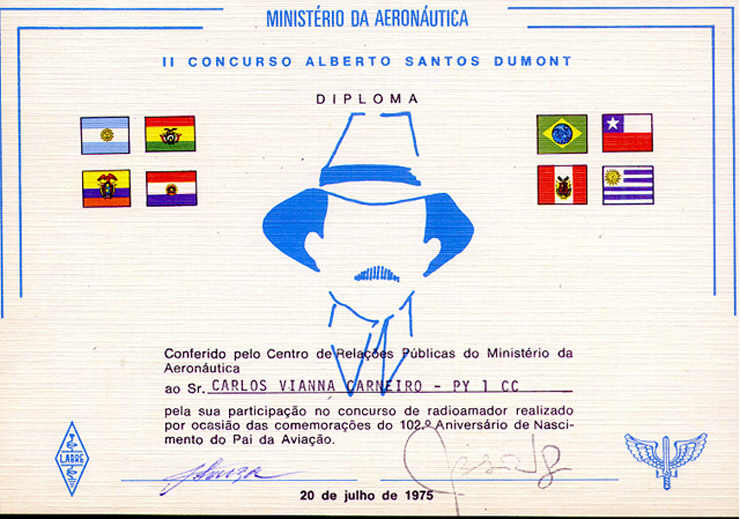 MINISTÉRIO DA AERONÁUTICA
II CONCURSO ALBERTO SANTOS DUMONT
DIPLOMA
Conferido pelo Centro de Relações Públicas do Ministério da
Aeronáutica
ao Sr. CARLOS VIANNA CARNEIRO - PY 1 CC
pela sua participação no concurso de radioamador realizado
por ocasião das comemorações do 102.º Aniversário de Nasci-
mento do Pai da Aviação.
LABRE
20 de julho de 1975